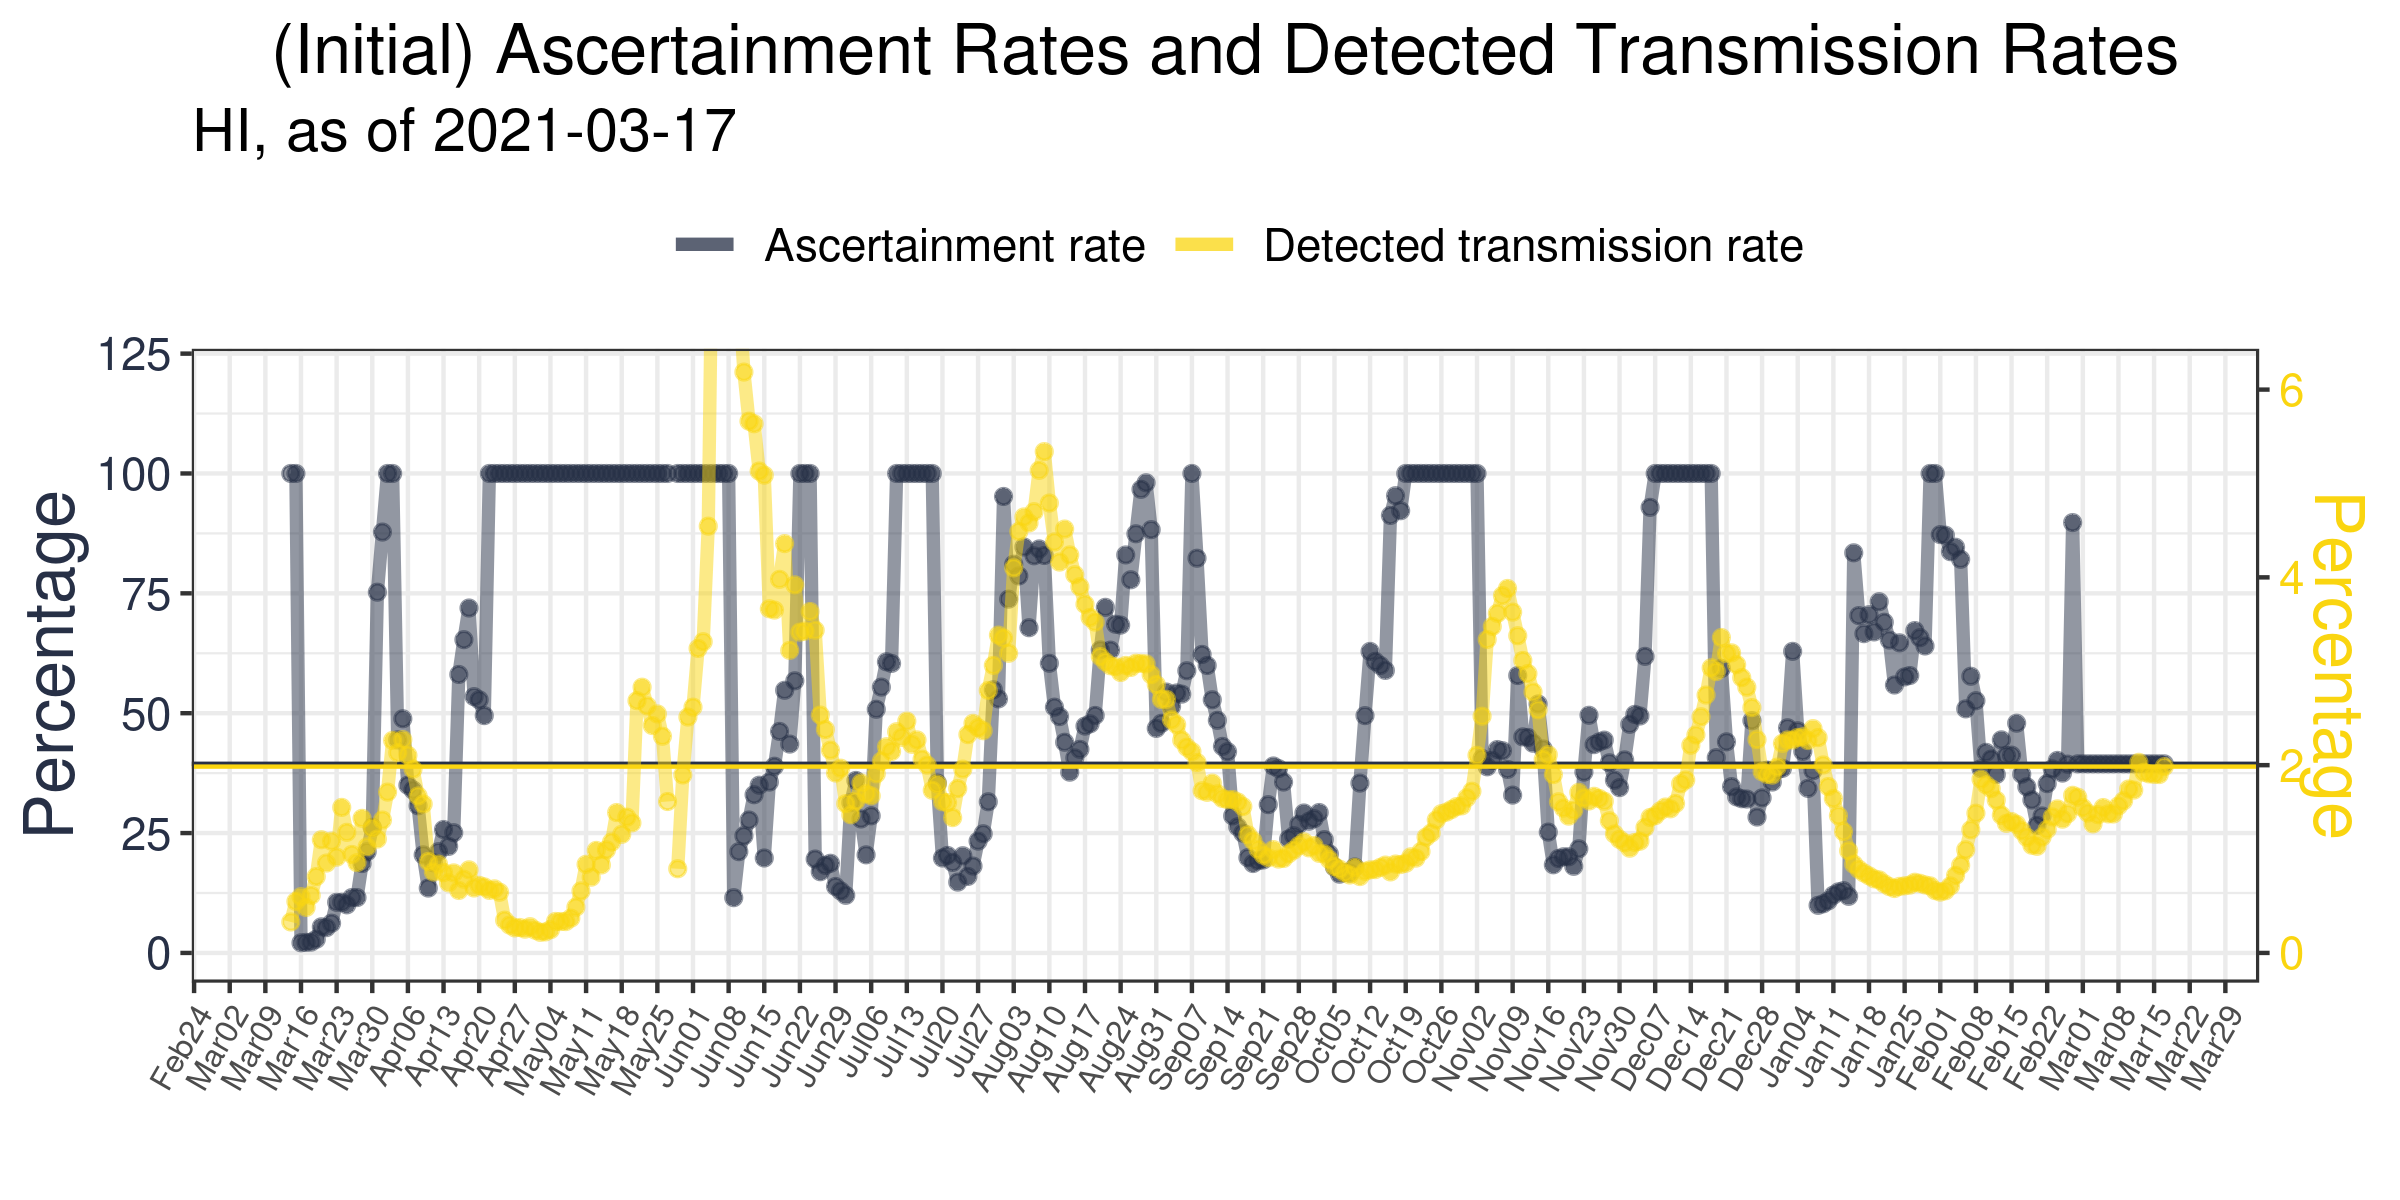 (Initial) Ascertainment Rates and Detected Transmission Rates
HI, as of 2021-03-17
Ascertainment rate
Detected transmission rate
Percentage
125
100
75
50
25
0
6
4
2
0
Percentage
Feb24
Mar02
Mar09
Mar16
Mar23
Mar30
Apr06
Apr13
Apr20
Apr27
May04
May11
May18
May25
Jun01
Jun08
Jun15
Jun22
Jun29
Jul06
Jul13
Jul20
Jul27
Aug03
Aug10
Aug17
Aug24
Aug31
Sep07
Sep14
Sep21
Sep28
Oct05
Oct12
Oct19
Oct26
Nov02
Nov09
Nov16
Nov23
Nov30
Dec07
Dec14
Dec21
Dec28
Jan04
Jan11
Jan18
Jan25
Feb01
Feb08
Feb15
Feb22
Mar01
Mar08
Mar15
Mar22
Mar29